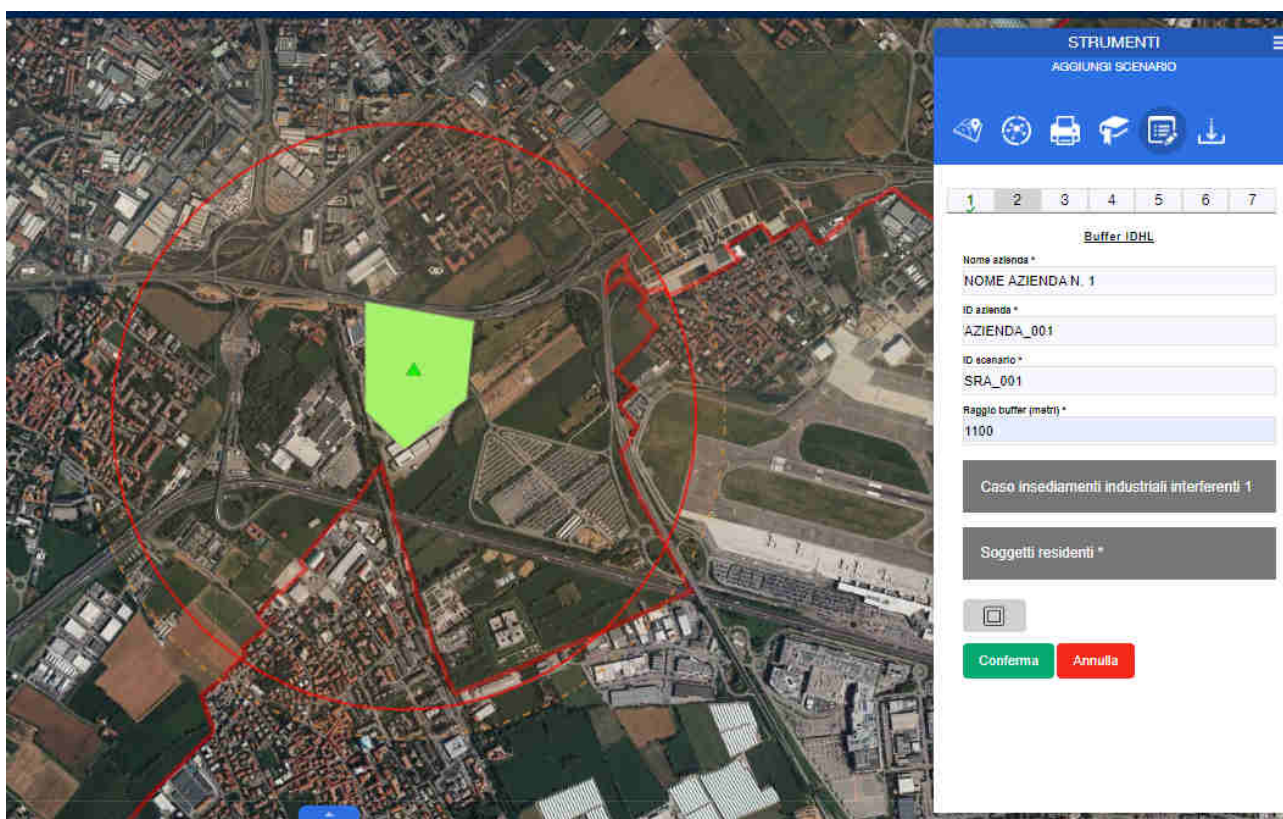 STRUMENTI
AGGIUNGI SCENARIO
1 2 3 4 5 6 7
Buffer IDHL
Nome azienda *
NOME AZIENDA N. 1
ID azienda *
AZIENDA_001
ID scenario *
SRA_001
Raggio buffer (metri) *
1100
Caso insediamenti industriali interferenti 1
Soggetti residenti *
Conferma Annulla